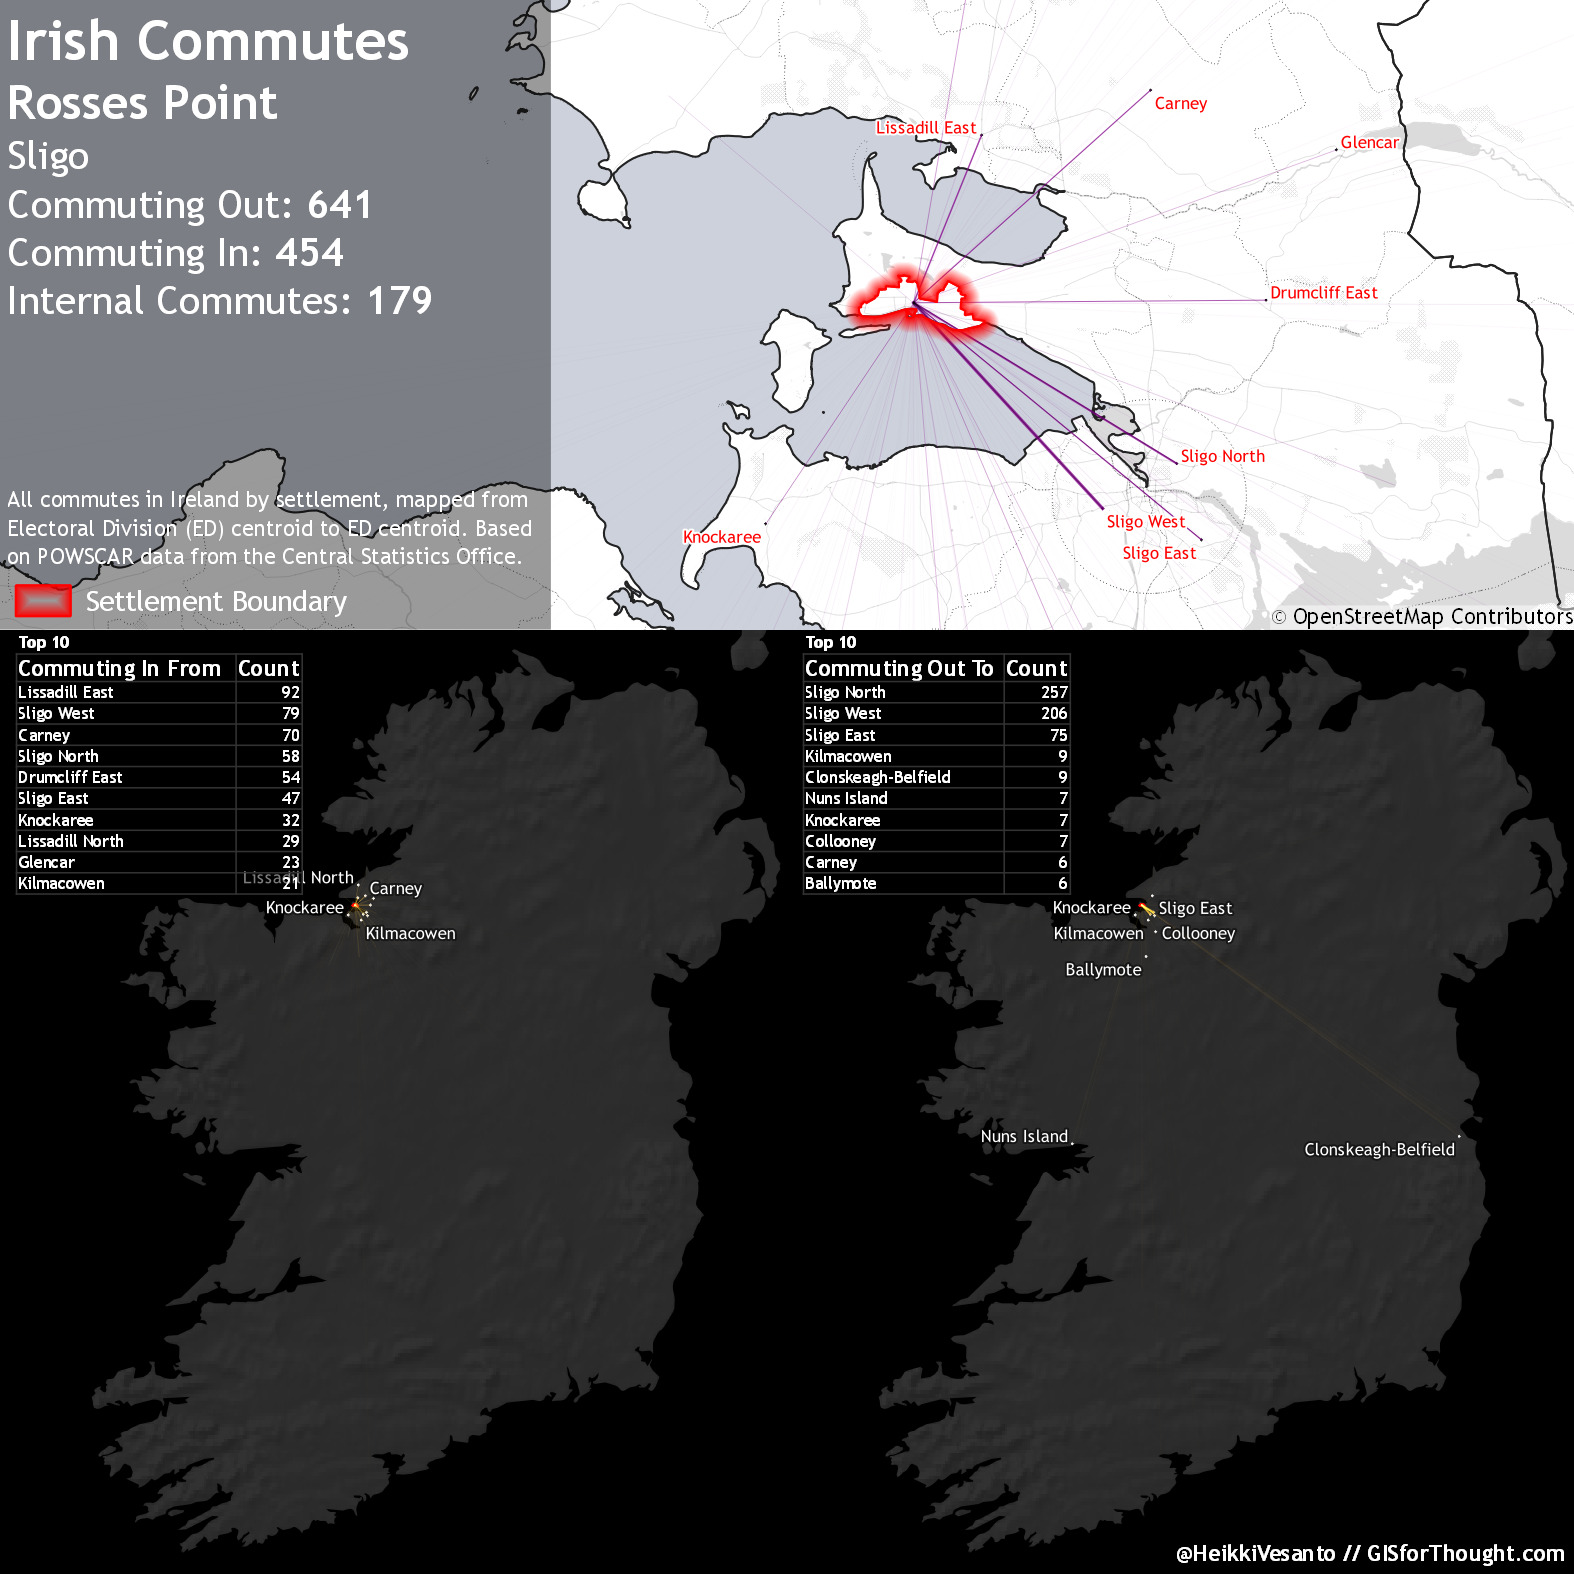 Irish Commutes
Rosses Point
Sligo
Commuting Out: 641
Commuting In: 454
Internal Commutes: 179
All commutes in Ireland by settlement, mapped from
Electoral Division (ED) centroid to ED centroid. Based
on POWSCAR data from the Central Statistics Office.
Settlement Boundary
Lissadill East
Carney
Glencar
Drumcliff East
Sligo North
Sligo West
Sligo East
Knockaree
© OpenStreetMap Contributors
Top 10
Commuting In From Count
Lissadill East 92
Sligo West 79
Carney 70
Sligo North 58
Drumcliff East 54
Sligo East 47
Knockaree 32
Lissadill North 29
Glencar 23
Kilmacowen 21
Lissadill North
Carney
Knockaree
Kilmacowen
Top 10
Commuting Out To Count
Sligo North 257
Sligo West 206
Sligo East 75
Kilmacowen 9
Clonskeagh-Belfield 9
Nuns Island 7
Knockaree 7
Collooney 7
Carney 6
Ballymote 6
Knockaree
Sligo East
Kilmacowen
Collooney
Ballymote
Nuns Island
Clonskeagh-Belfield
@HeikkiVesanto // GISforThought.com